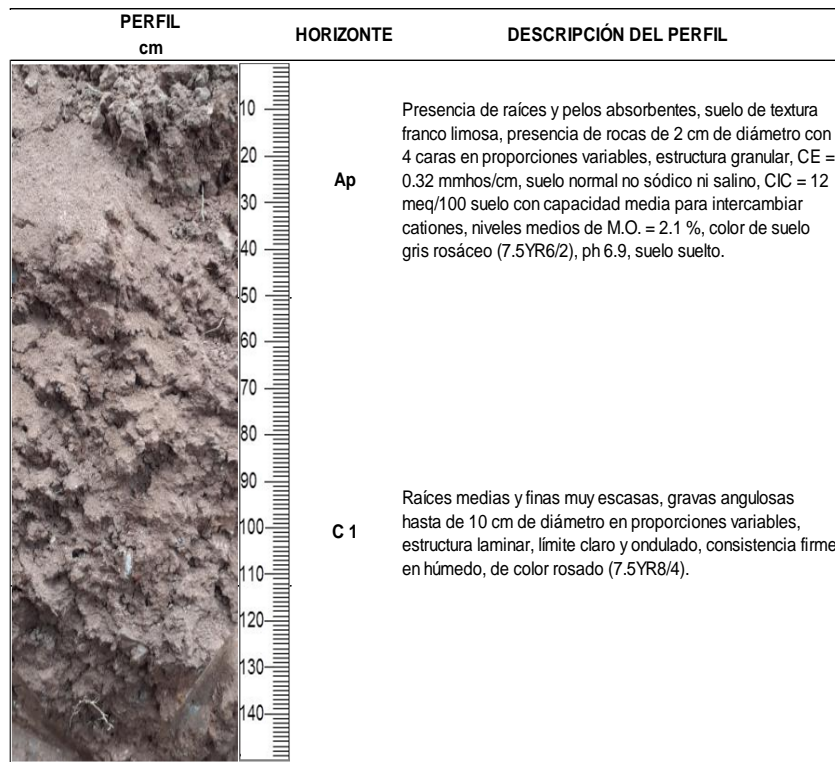 PERFIL
cm
HORIZONTE
DESCRIPCIÓN DEL PERFIL
10
20
30
40
50
60
70
80
90
100
110
120
130
140
Ap
Presencia de raíces y pelos absorbentes, suelo de textura
franco limosa, presencia de rocas de 2 cm de diámetro con
4 caras en proporciones variables, estructura granular, CE =
0.32 mmhos/cm, suelo normal no sódico ni salino, CIC = 12
meq/100 suelo con capacidad media para intercambiar
cationes, niveles medios de M.O. = 2.1 %, color de suelo
gris rosáceo (7.5YR6/2), ph 6.9, suelo suelto.
C 1
Raíces medias y finas muy escasas, gravas angulosas
hasta de 10 cm de diámetro en proporciones variables,
estructura laminar, límite claro y ondulado, consistencia firme
en húmedo, de color rosado (7.5YR8/4).